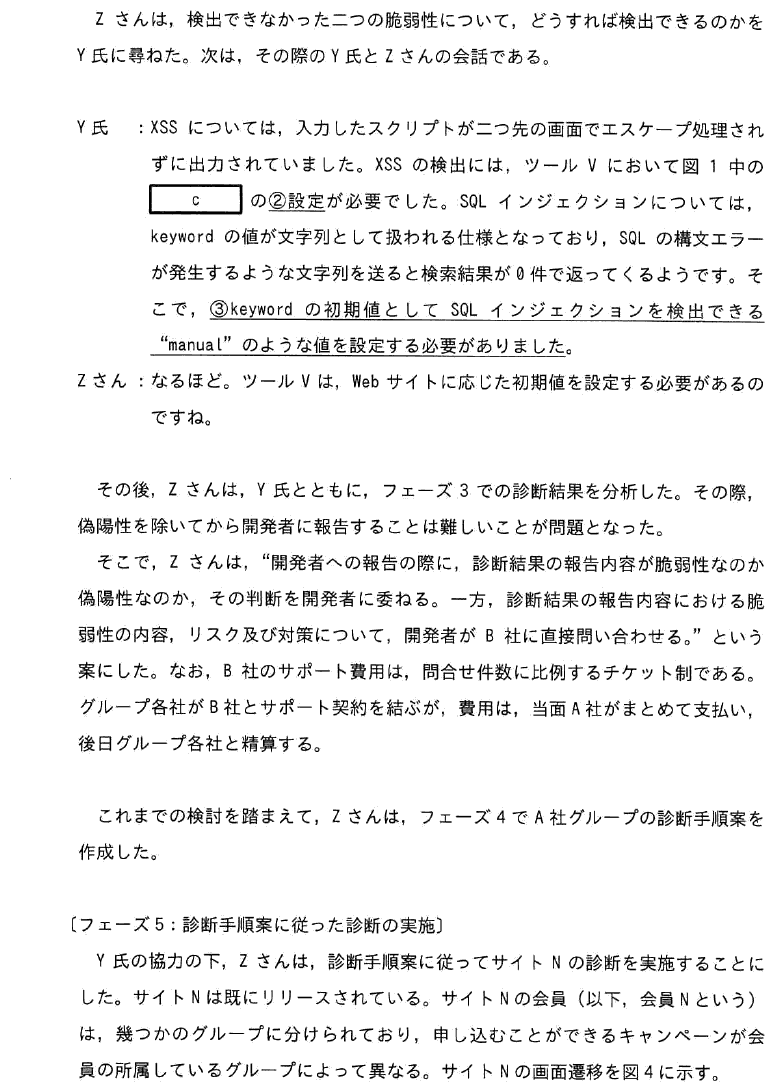 Z さんは，検出できなかった二つの脆弱性について，どうすれば検出できるのかを
Y 氏に尋ねた。次は，その際の Y 氏と Z さんの会話である。
Y 氏 ：XSS については，入力したスクリプトが二つ先の画面でエスケープ処理され
ずに出力されていました。XSS の検出には，ツール V において図 1 中の
c の②設定が必要でした。SQL インジェクションについては，
keyword の値が文字列として扱われる仕様となっており，SQL の構文エラー
が発生するような文字列を送ると検索結果が 0 件で返ってくるようです。そ
こで，③keyword の初期値として SQL インジェクションを検出できる
“manual” のような値を設定する必要がありました。
Z さん ：なるほど。ツール V は，Web サイトに応じた初期値を設定する必要があるの
ですね。
その後，Z さんは，Y 氏とともに，フェーズ 3 での診断結果を分析した。その際，
偽陽性を除いてから開発者に報告することは難しいことが問題となった。
そこで，Z さんは，“開発者への報告の際に，診断結果の報告内容が脆弱性なのか
偽陽性なのか，その判断を開発者に委ねる。一方，診断結果の報告内容における脆
弱性の内容，リスク及び対策について，開発者が B 社に直接問い合わせる。” という
案にした。なお，B 社のサポート費用は，問合せ件数に比例するチケット制である。
グループ各社が B 社とサポート契約を結ぶが，費用は，当面 A 社がまとめて支払い，
後日グループ各社と精算する。
これまでの検討を踏まえて，Z さんは，フェーズ 4 で A 社グループの診断手順案を
作成した。
〔フェーズ 5：診断手順案に従った診断の実施〕
Y 氏の協力の下，Z さんは，診断手順案に従ってサイト N の診断を実施することに
した。サイト N は既にリリースされている。サイト N の会員（以下，会員 N という）
は，幾つかのグループに分けられており，申し込むことができるキャンペーンが会
員の所属しているグループによって異なる。サイト N の画面遷移を図 4 に示す。